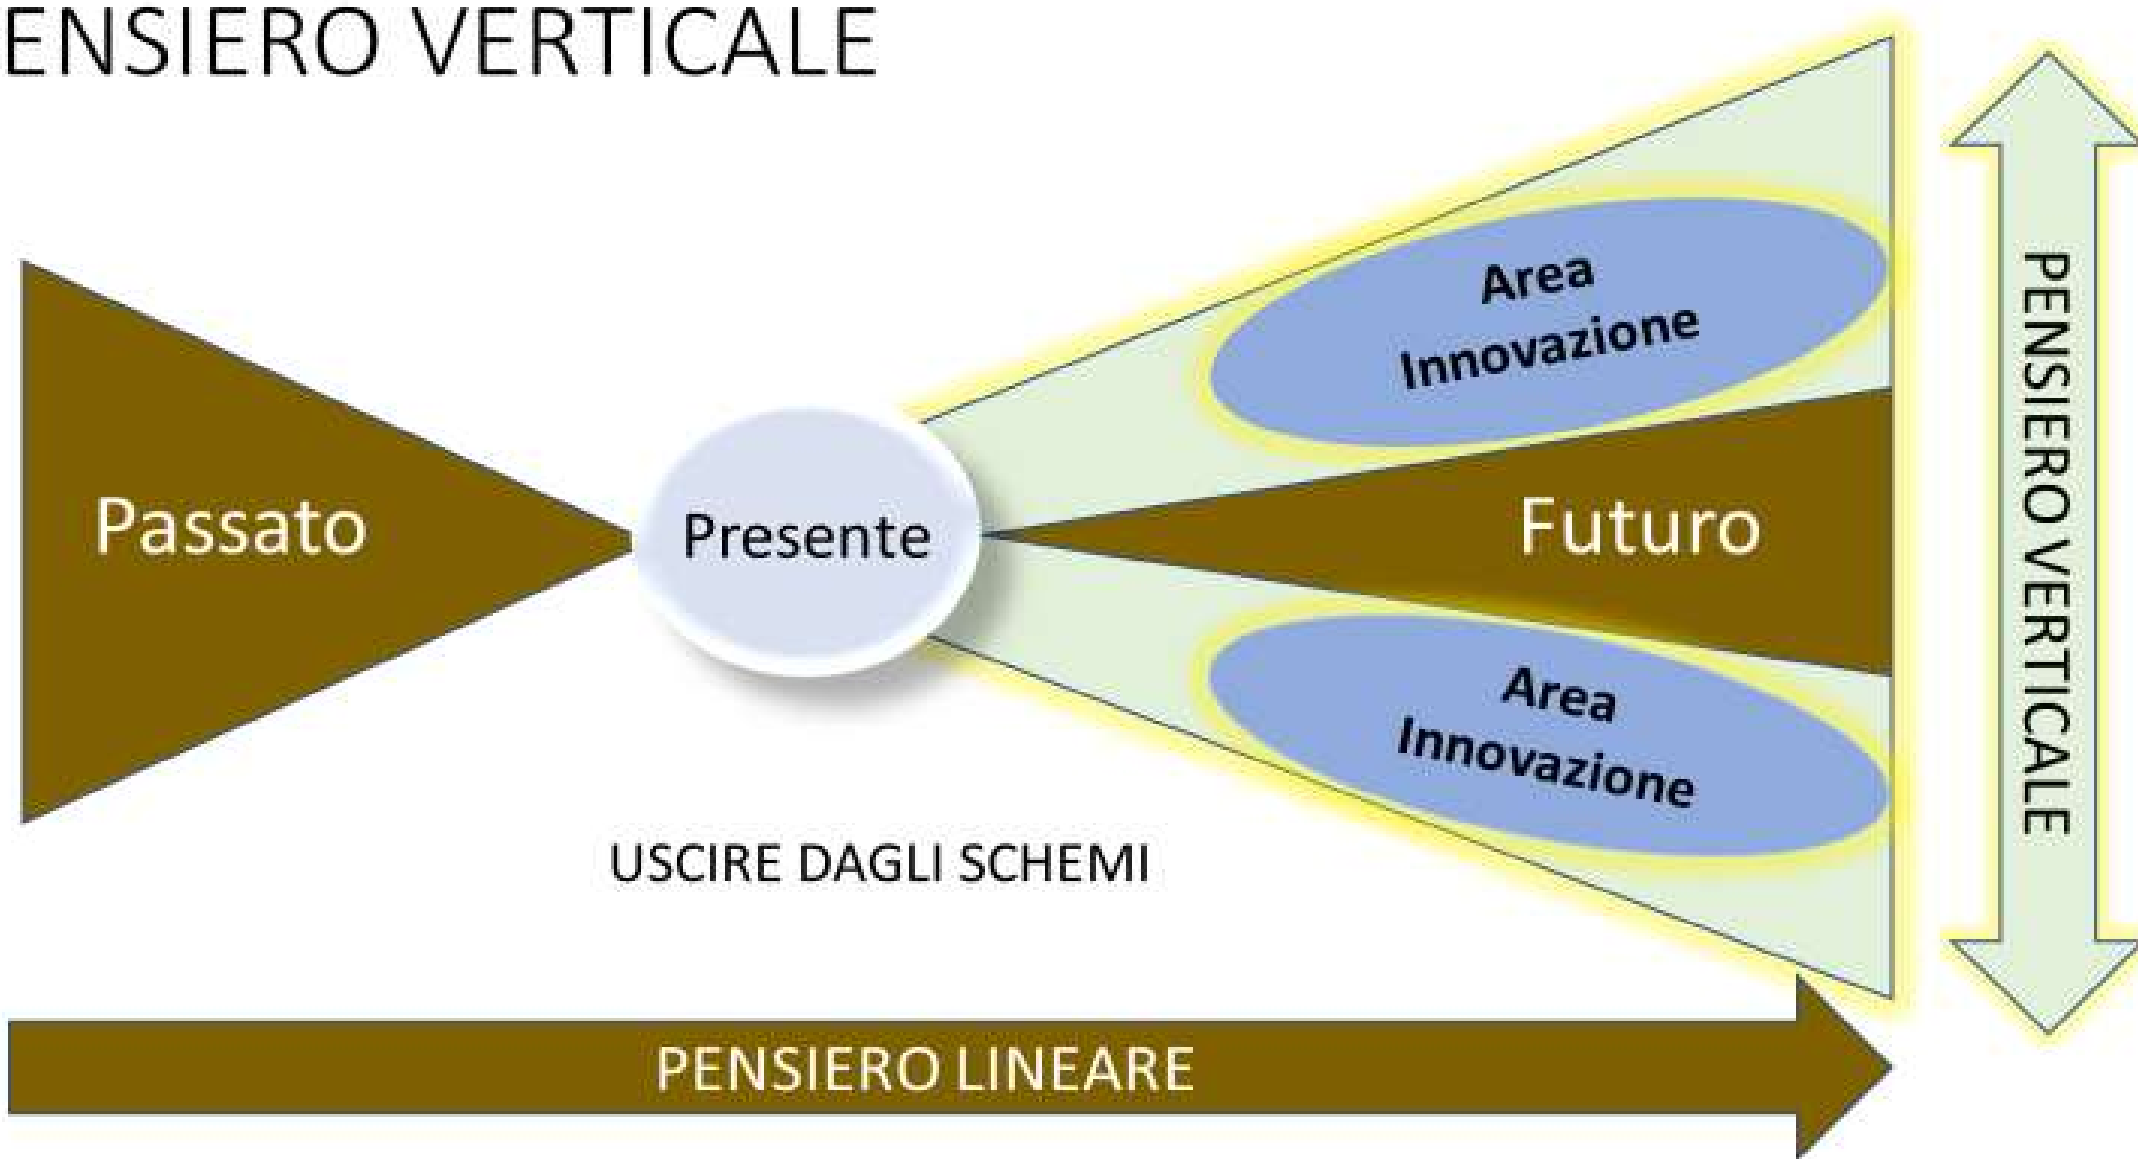 ENSIERO VERTICALE
Passato
Presente
Area
Innovazione
Futuro
Area
Innovazione
PENSIERO VERTICALE
USCIRE DAGLI SCHEMI
PENSIERO LINEARE